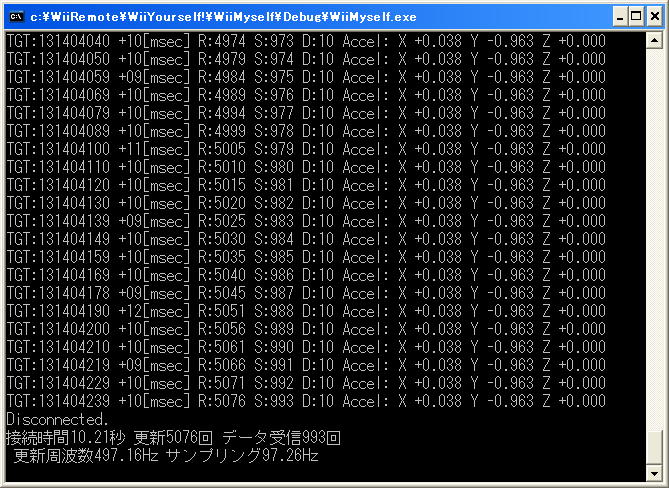 c:¥WiiRemote¥WiiYourself!¥WiiMyself¥Debug¥WiiMyself.exe
TGT:131404040 +10[msec] R:4974 S:973 D:10 Accel: X +0.038 Y -0.963 Z +0.000
TGT:131404050 +10[msec] R:4979 S:974 D:10 Accel: X +0.038 Y -0.963 Z +0.000
TGT:131404059 +09[msec] R:4984 S:975 D:10 Accel: X +0.038 Y -0.963 Z +0.000
TGT:131404069 +10[msec] R:4989 S:976 D:10 Accel: X +0.038 Y -0.963 Z +0.000
TGT:131404079 +10[msec] R:4994 S:977 D:10 Accel: X +0.038 Y -0.963 Z +0.000
TGT:131404089 +10[msec] R:4999 S:978 D:10 Accel: X +0.038 Y -0.963 Z +0.000
TGT:131404100 +11[msec] R:5005 S:979 D:10 Accel: X +0.038 Y -0.963 Z +0.000
TGT:131404110 +10[msec] R:5010 S:980 D:10 Accel: X +0.038 Y -0.963 Z +0.000
TGT:131404120 +10[msec] R:5015 S:981 D:10 Accel: X +0.038 Y -0.963 Z +0.000
TGT:131404130 +10[msec] R:5020 S:982 D:10 Accel: X +0.038 Y -0.963 Z +0.000
TGT:131404139 +09[msec] R:5025 S:983 D:10 Accel: X +0.038 Y -0.963 Z +0.000
TGT:131404149 +10[msec] R:5030 S:984 D:10 Accel: X +0.038 Y -0.963 Z +0.000
TGT:131404159 +10[msec] R:5035 S:985 D:10 Accel: X +0.038 Y -0.963 Z +0.000
TGT:131404169 +10[msec] R:5040 S:986 D:10 Accel: X +0.038 Y -0.963 Z +0.000
TGT:131404178 +09[msec] R:5045 S:987 D:10 Accel: X +0.038 Y -0.963 Z +0.000
TGT:131404190 +12[msec] R:5051 S:988 D:10 Accel: X +0.038 Y -0.963 Z +0.000
TGT:131404200 +10[msec] R:5056 S:989 D:10 Accel: X +0.038 Y -0.963 Z +0.000
TGT:131404210 +10[msec] R:5061 S:990 D:10 Accel: X +0.038 Y -0.963 Z +0.000
TGT:131404219 +09[msec] R:5066 S:991 D:10 Accel: X +0.038 Y -0.963 Z +0.000
TGT:131404229 +10[msec] R:5071 S:992 D:10 Accel: X +0.038 Y -0.963 Z +0.000
TGT:131404239 +10[msec] R:5076 S:993 D:10 Accel: X +0.038 Y -0.963 Z +0.000
Disconnected.
接続時間10.21秒 更新5076回 データ受信993回
更新周波数497.16Hz サンプリング97.26Hz